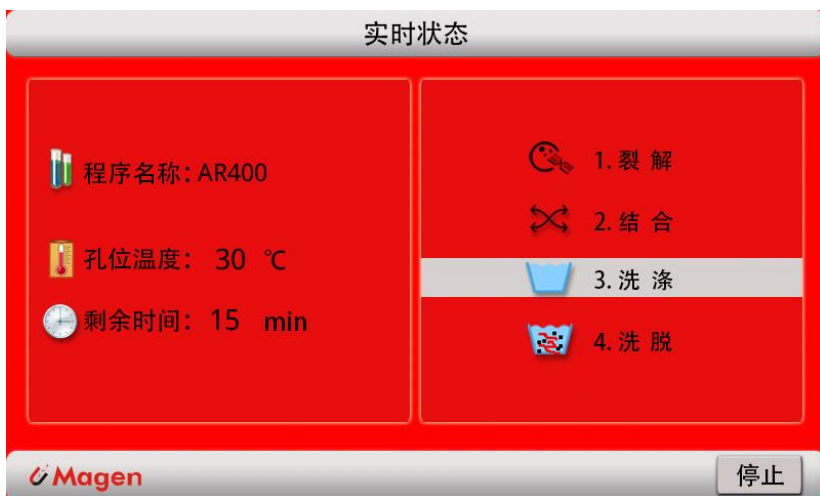 实时状态
程序名称：AR400
孔位温度： 30 ℃
剩余时间： 15 min
1.裂 解
2.结 合
3.洗 涤
4.洗 脱
Magen
停止